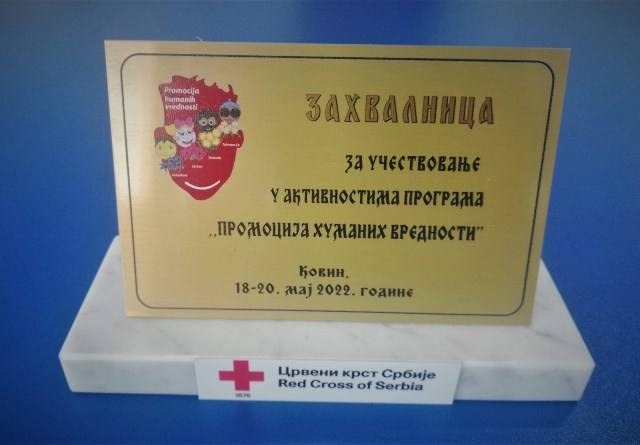 Promocija
humanih
vrednosti
ЗАХВАЛНИЦА
ЗА УЧЕСТВОВАЊЕ
У АКТИВНОСТИМА ПРОГРАМА
„ПРОМОЦИЈА ХУМАНИХ ВРЕДНОСТИ”
Ковин,
18-20. мај 2022. године
Црвени крст Србије
Red Cross of Serbia
1876